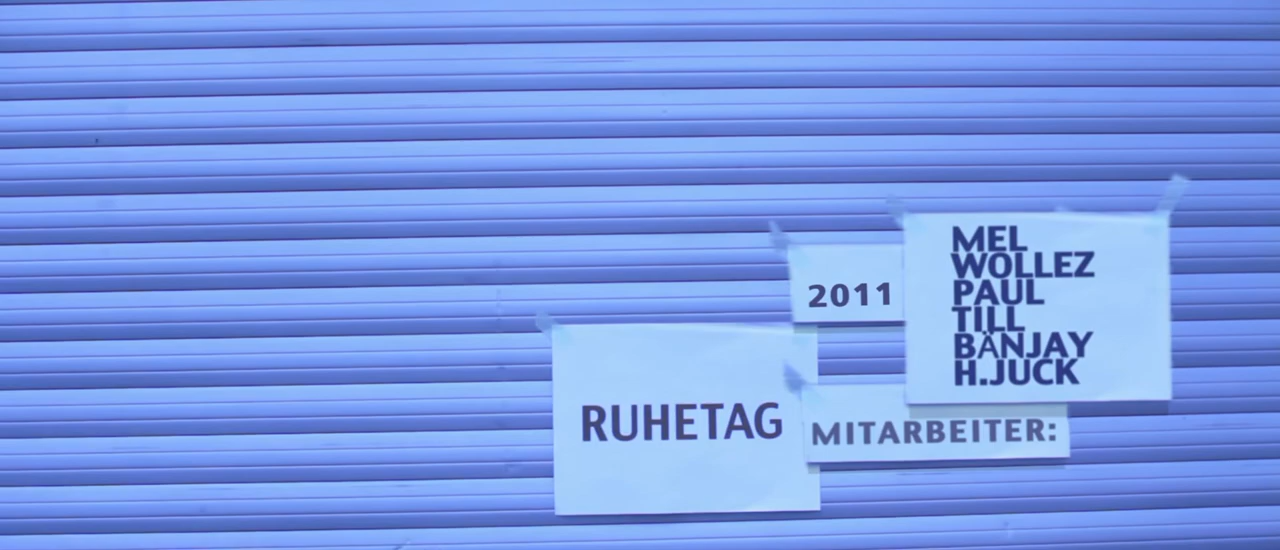 2011
MEL
WOLLEZ
PAUL
TILL
BÄNJAY
H.JUCK
RUHETAG
MITARBEITER: